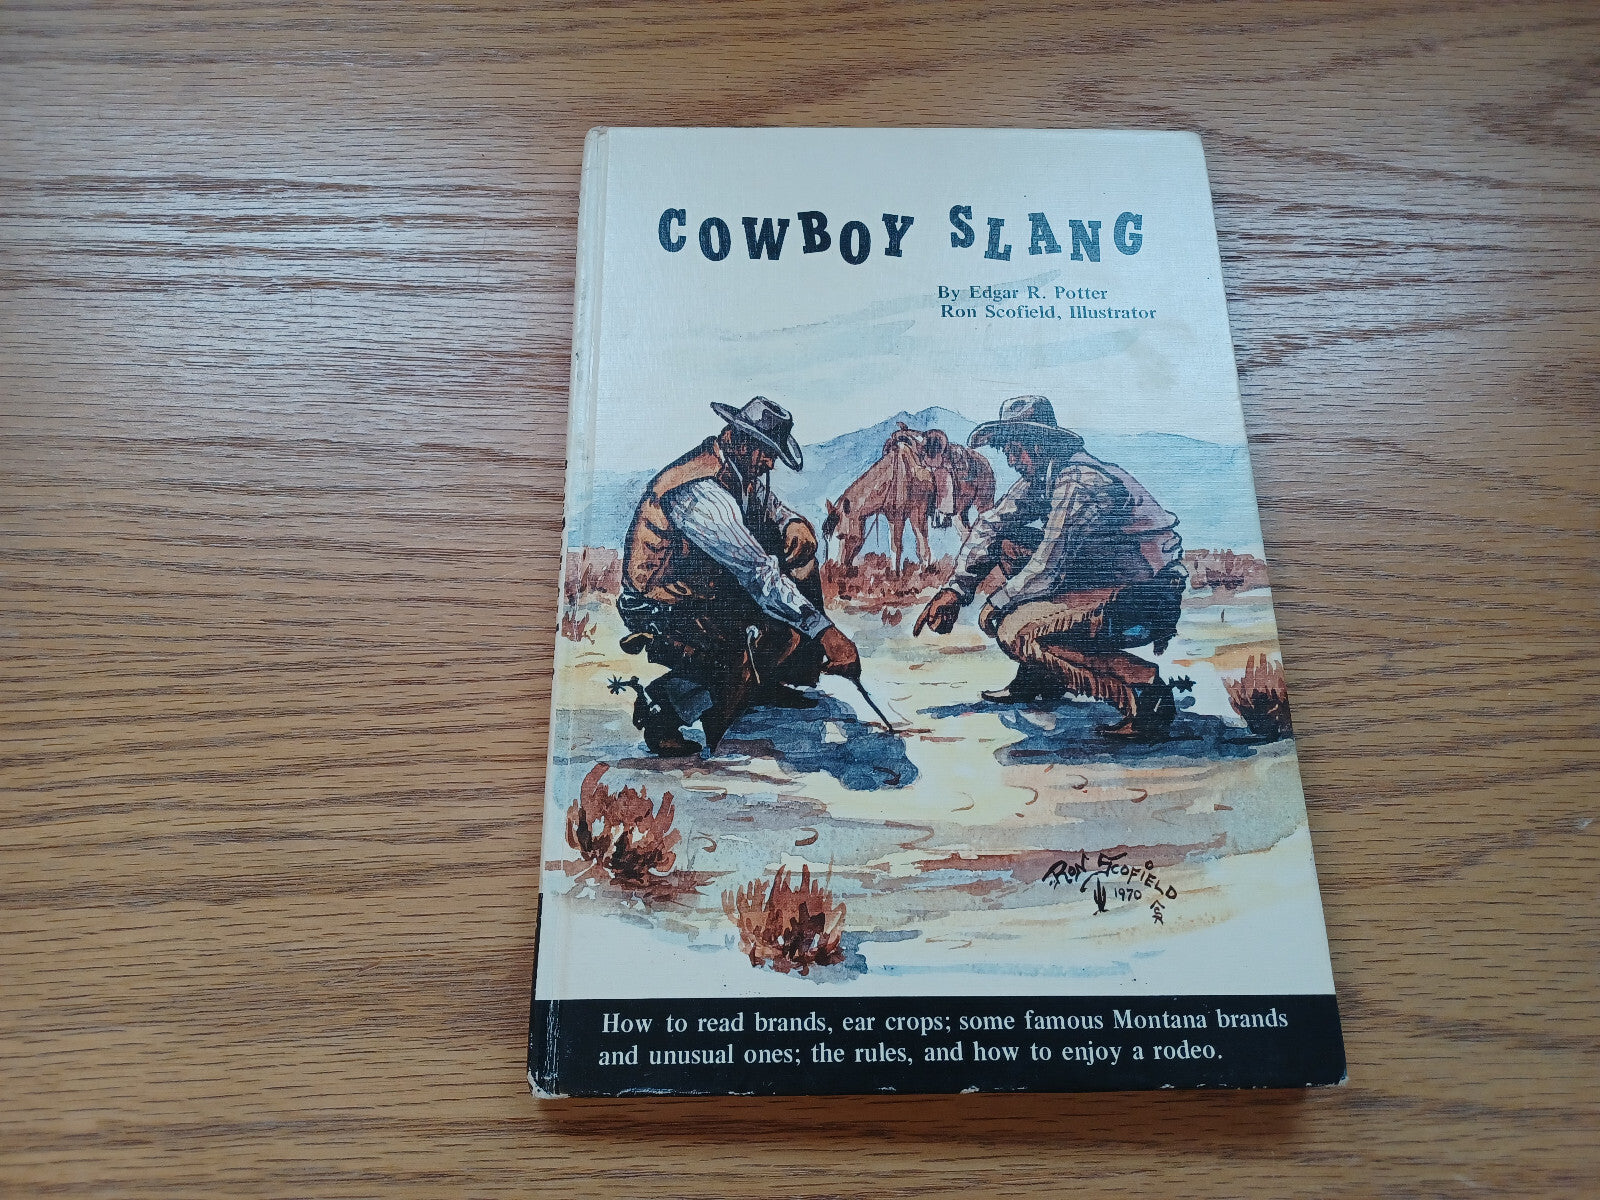 COWBOY SLANG
By Edgar R. Potter
Ron Scofield, Illustrator
RON SCOFIELD
1970
How to read brands, ear crops; some famous Montana brands
and unusual ones; the rules, and how to enjoy a rodeo.